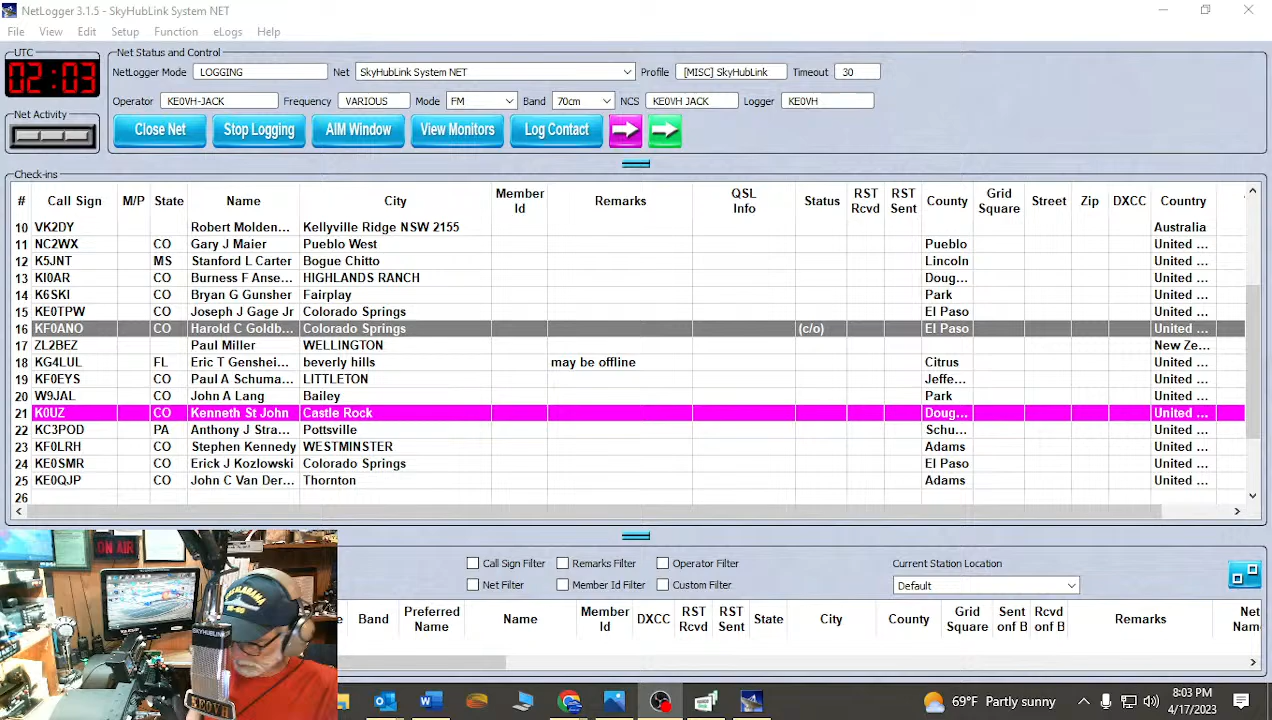 NetLogger 3.1.5 - SkyHubLink System NET
File View Edit Setup Function eLogs Help
UTC
02:03
Net Activity
Net Status and Control
NetLogger Mode LOGGING Net SkyHubLink System NET Profile [MISC] SkyHubLink Timeout 30
Operator KE0VH-JACK Frequency VARIOUS Mode FM Band 70cm NCS KE0VH JACK Logger KE0VH
Close Net Stop Logging AIM Window View Monitors Log Contact
Check-ins
# Call Sign M/P State Name City Member Id Remarks QSL Info Status RST Rcvd RST Sent County Grid Square Street Zip DXCC Country
10 VK2DY Robert Molden... Kellyville Ridge NSW 2155 Australia
11 NC2WX CO Gary J Maier Pueblo West Pueblo United ...
12 K5JNT MS Stanford L Carter Bogue Chitto Lincoln United ...
13 KI0AR CO Burness F Anse... HIGHLANDS RANCH Doug... United ...
14 K6SKI CO Bryan G Gunsher Fairplay Park United ...
15 KE0TPW CO Joseph J Gage Jr Colorado Springs El Paso United ...
16 KF0ANO CO Harold C Goldb... Colorado Springs (c/o) El Paso United ...
17 ZL2BEZ Paul Miller WELLINGTON New Ze...
18 KG4LUL FL Eric T Genshei... beverly hills may be offline Citrus United ...
19 KF0EYS CO Paul A Schuma... LITTLETON Jeffe... United ...
20 W9JAL CO John A Lang Bailey Park United ...
21 K0UZ CO Kenneth St John Castle Rock Doug... United ...
22 KC3POD PA Anthony J Stra... Pottsville Schu... United ...
23 KF0LRH CO Stephen Kennedy WESTMINSTER Adams United ...
24 KE0SMR CO Erick J Kozlowski Colorado Springs El Paso United ...
25 KE0QJP CO John C Van Der... Thornton Adams United ...
26
Call Sign Filter Remarks Filter Operator Filter Current Station Location
Net Filter Member Id Filter Custom Filter Default
e Band Preferred Name Name Member Id DXCC RST Rcvd RST Sent State City County Grid Square Sent onf B Rcvd onf B Remarks Net Name
ON AIR
SKYHUBLINK
KE0VH
69°F Partly sunny
8:03 PM
4/17/2023